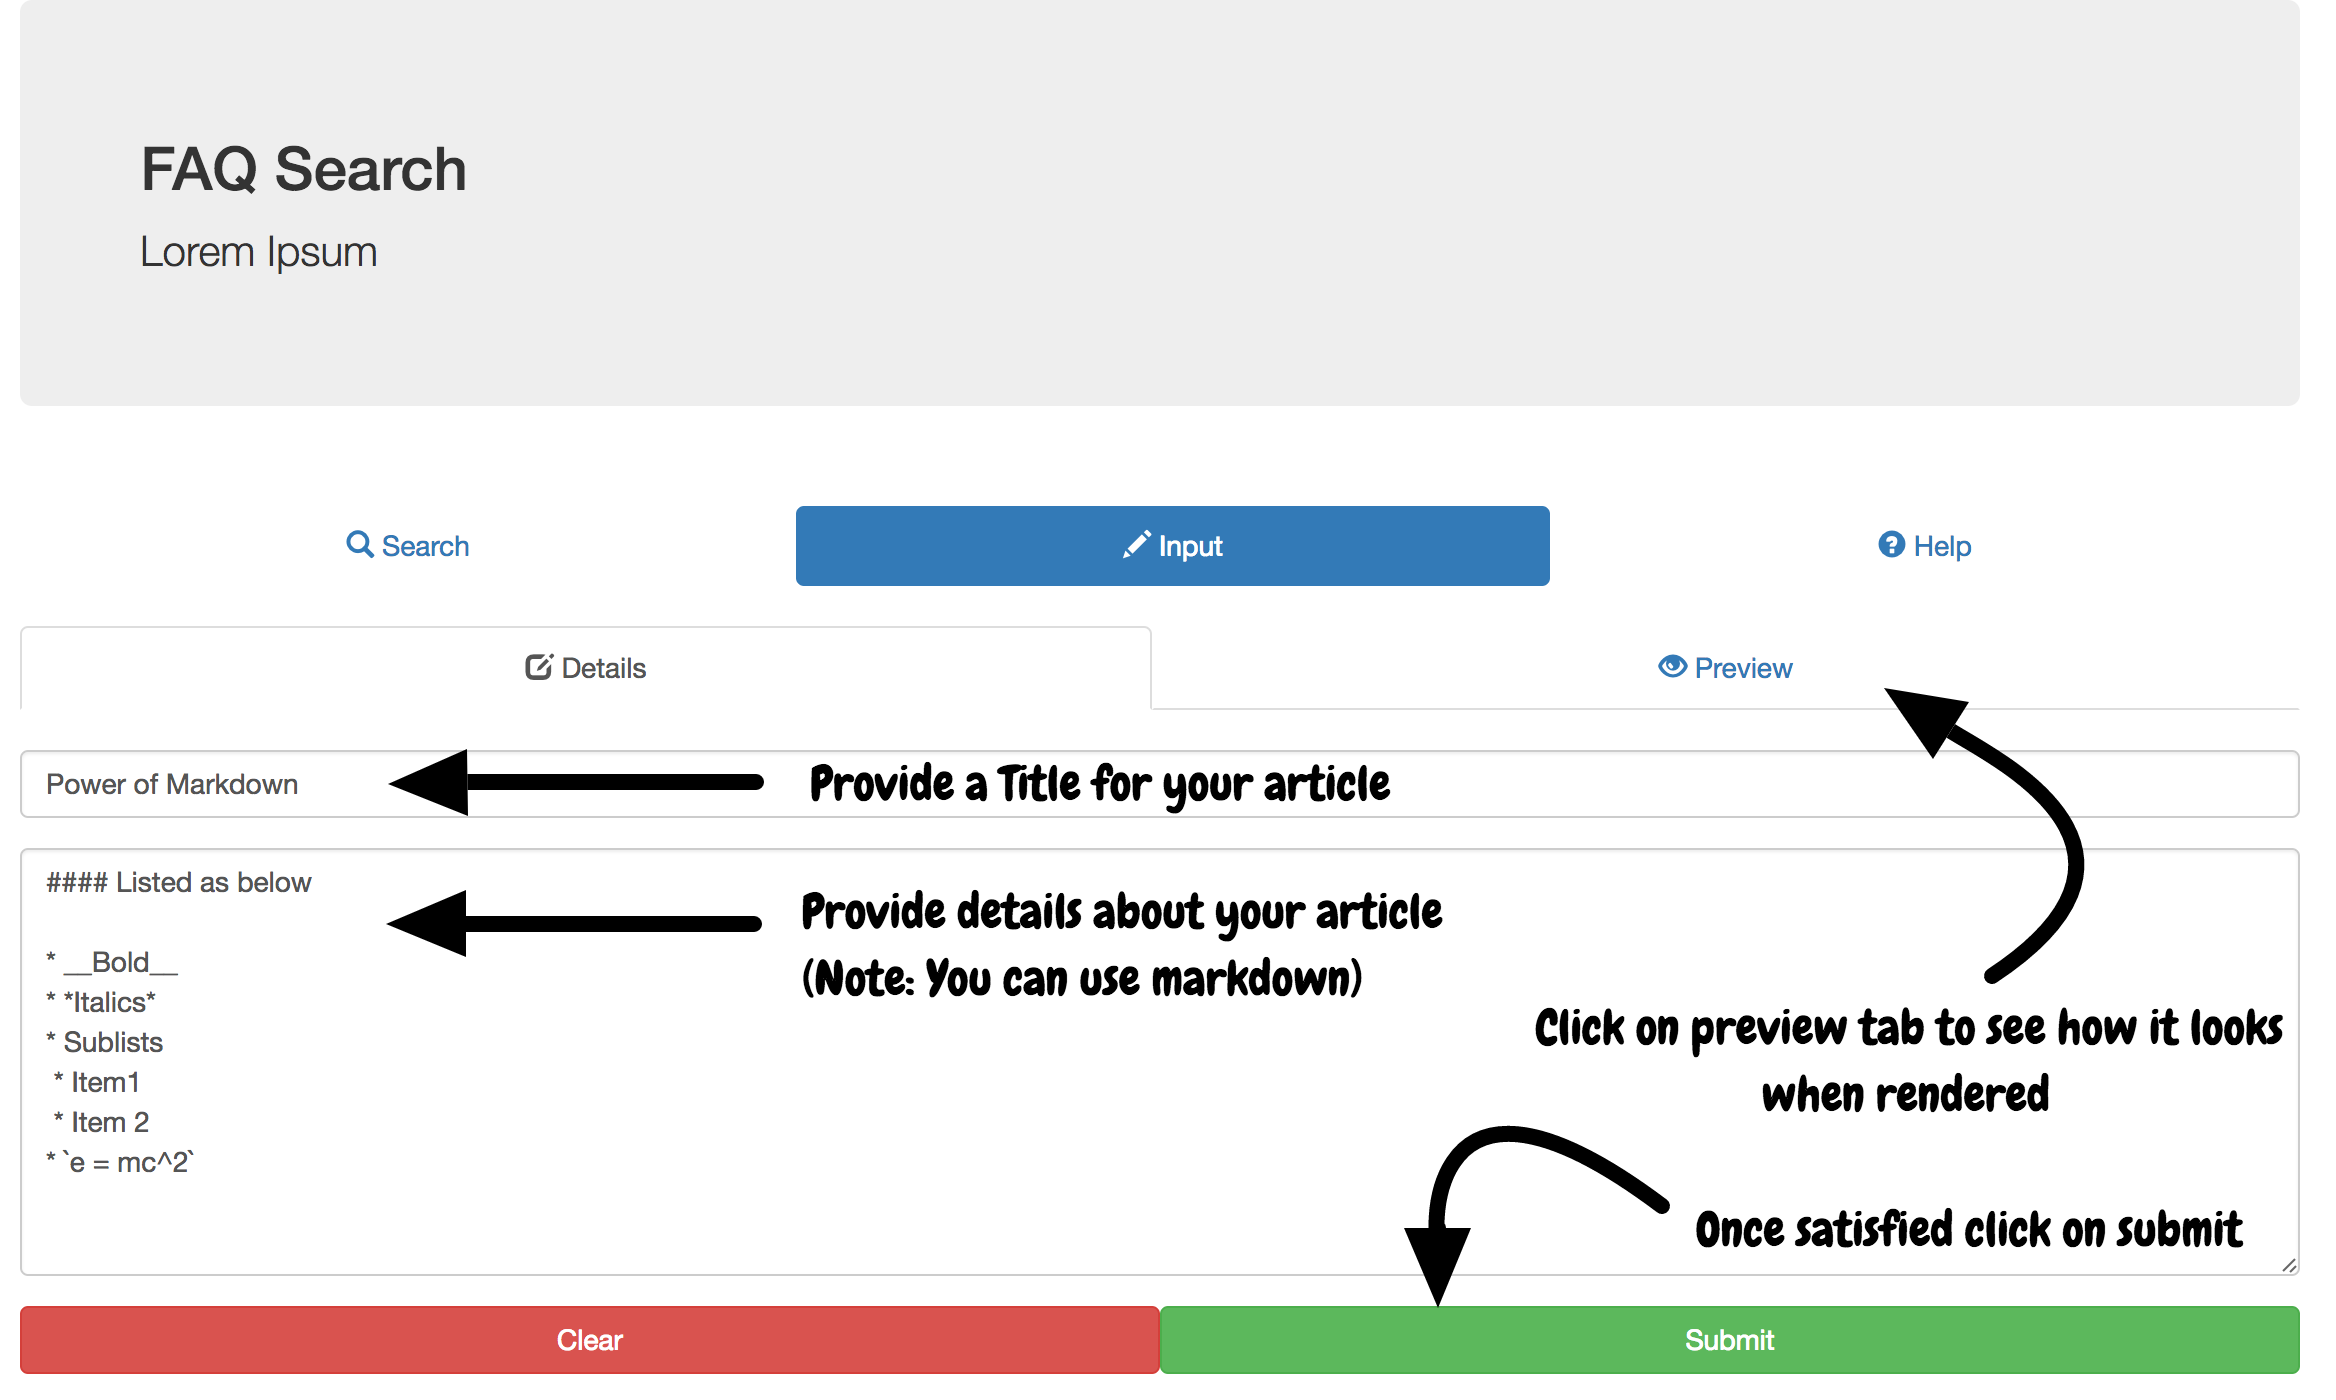 FAQ Search
Lorem Ipsum
Search
Input
Help
Details
Preview
Power of Markdown
Provide a Title for your article
#### Listed as below
* __Bold__
* *Italics*
* Sublists
 * Item1
 * Item 2
* `e = mc^2`
Provide details about your article
(Note: You can use markdown)
Click on preview tab to see how it looks
when rendered
Once satisfied click on submit
Clear
Submit